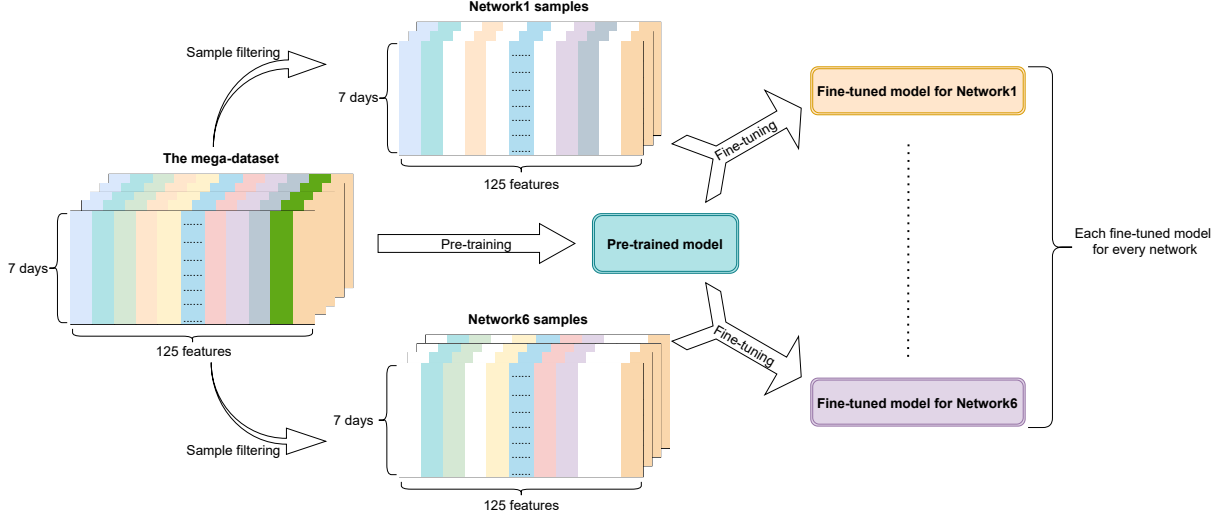 Network1 samples
Sample filtering
......
......
......
......
......
......
......
7 days
125 features
The mega-dataset
......
......
......
......
......
......
......
7 days
125 features
Pre-training
Pre-trained model
Fine-tuning
Fine-tuned model for Network1
Each fine-tuned model
for every network
Sample filtering
Network6 samples
......
......
......
......
......
......
......
7 days
125 features
Fine-tuning
Fine-tuned model for Network6